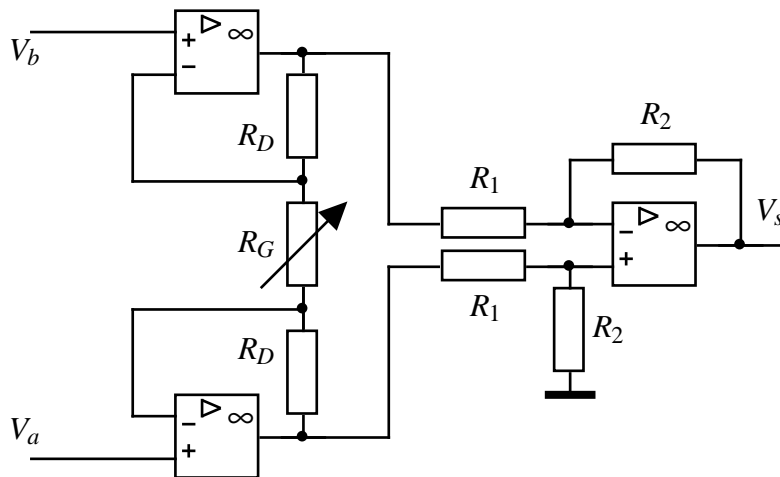 V_b
+
−
▷ ∞
R_D
R_G
R_D
V_a
−
+
▷ ∞
R_1
R_1
R_2
R_2
−
+
▷ ∞
V_s